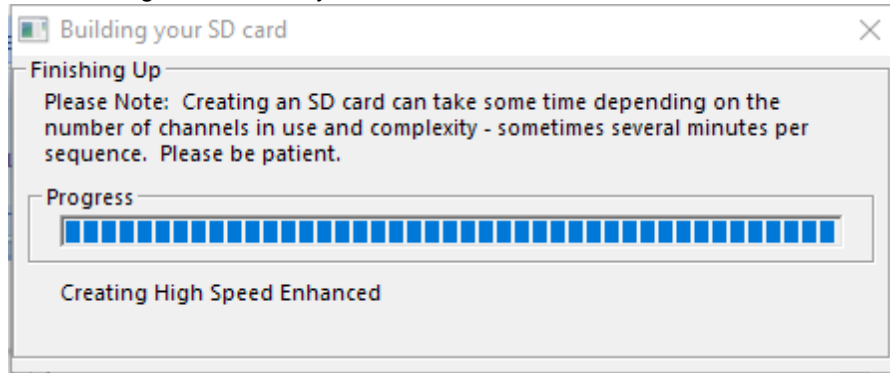 Building your SD card
Finishing Up
Please Note:  Creating an SD card can take some time depending on the
number of channels in use and complexity - sometimes several minutes per
sequence.  Please be patient.
Progress
Creating High Speed Enhanced